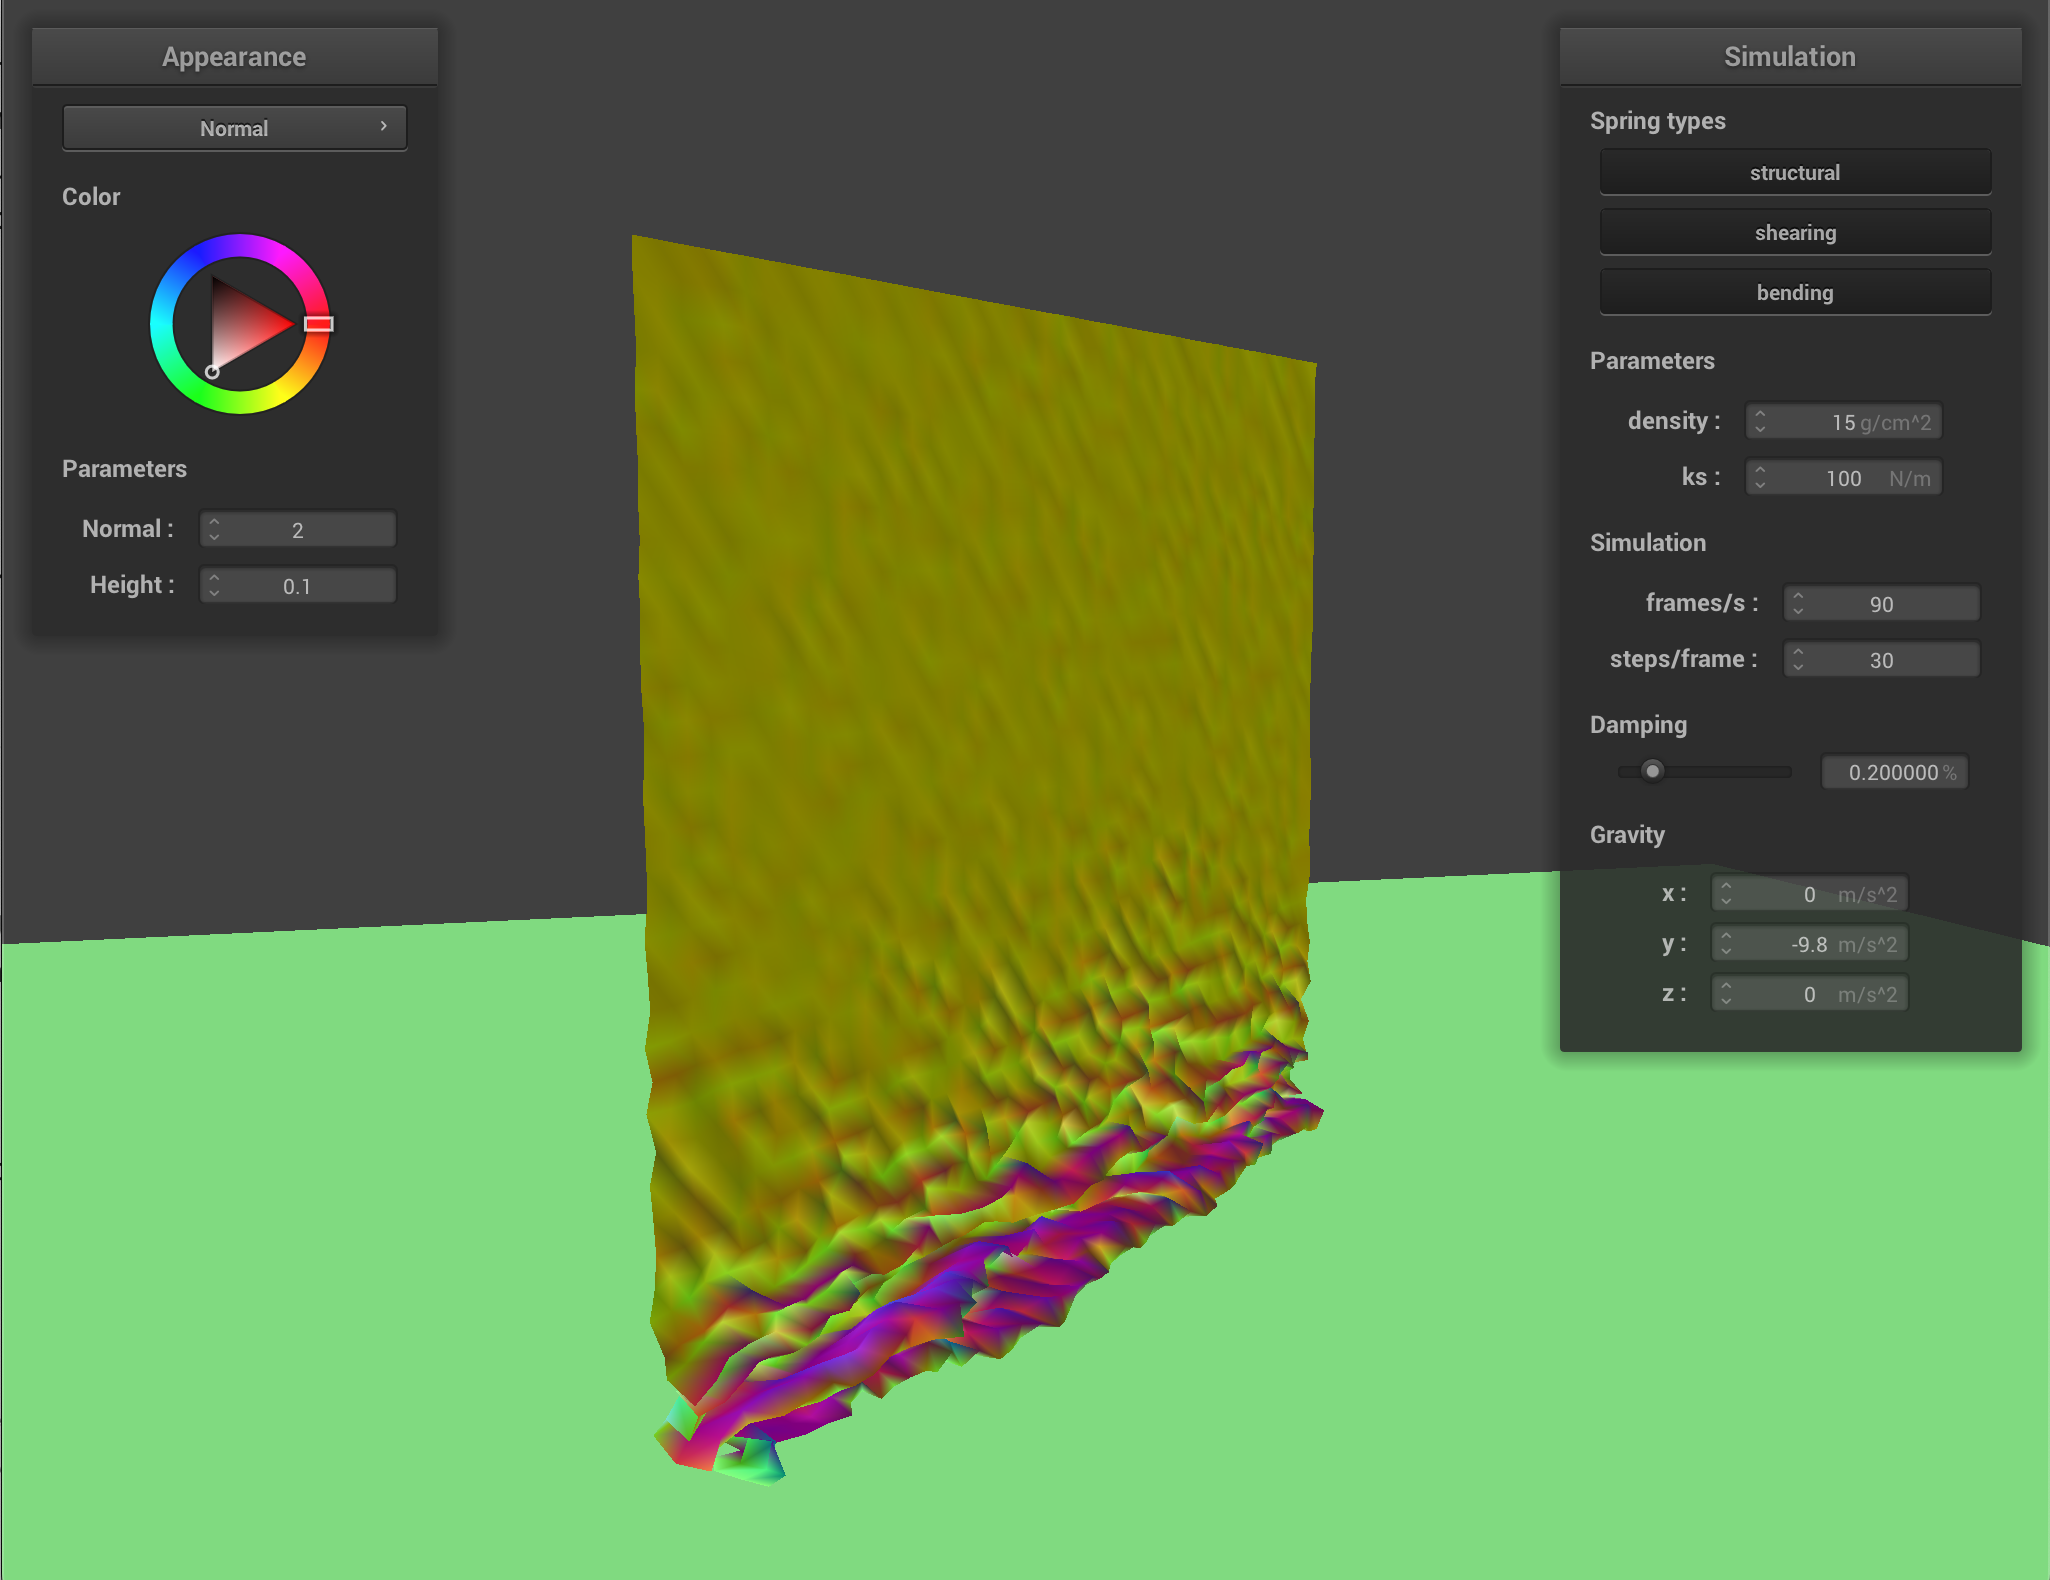 Appearance
Normal
Color
Parameters
Normal : 2
Height : 0.1
Simulation
Spring types
structural
shearing
bending
Parameters
density : 15 g/cm^2
ks : 100 N/m
Simulation
frames/s : 90
steps/frame : 30
Damping
0.200000 %
Gravity
x : 0 m/s^2
y : -9.8 m/s^2
z : 0 m/s^2